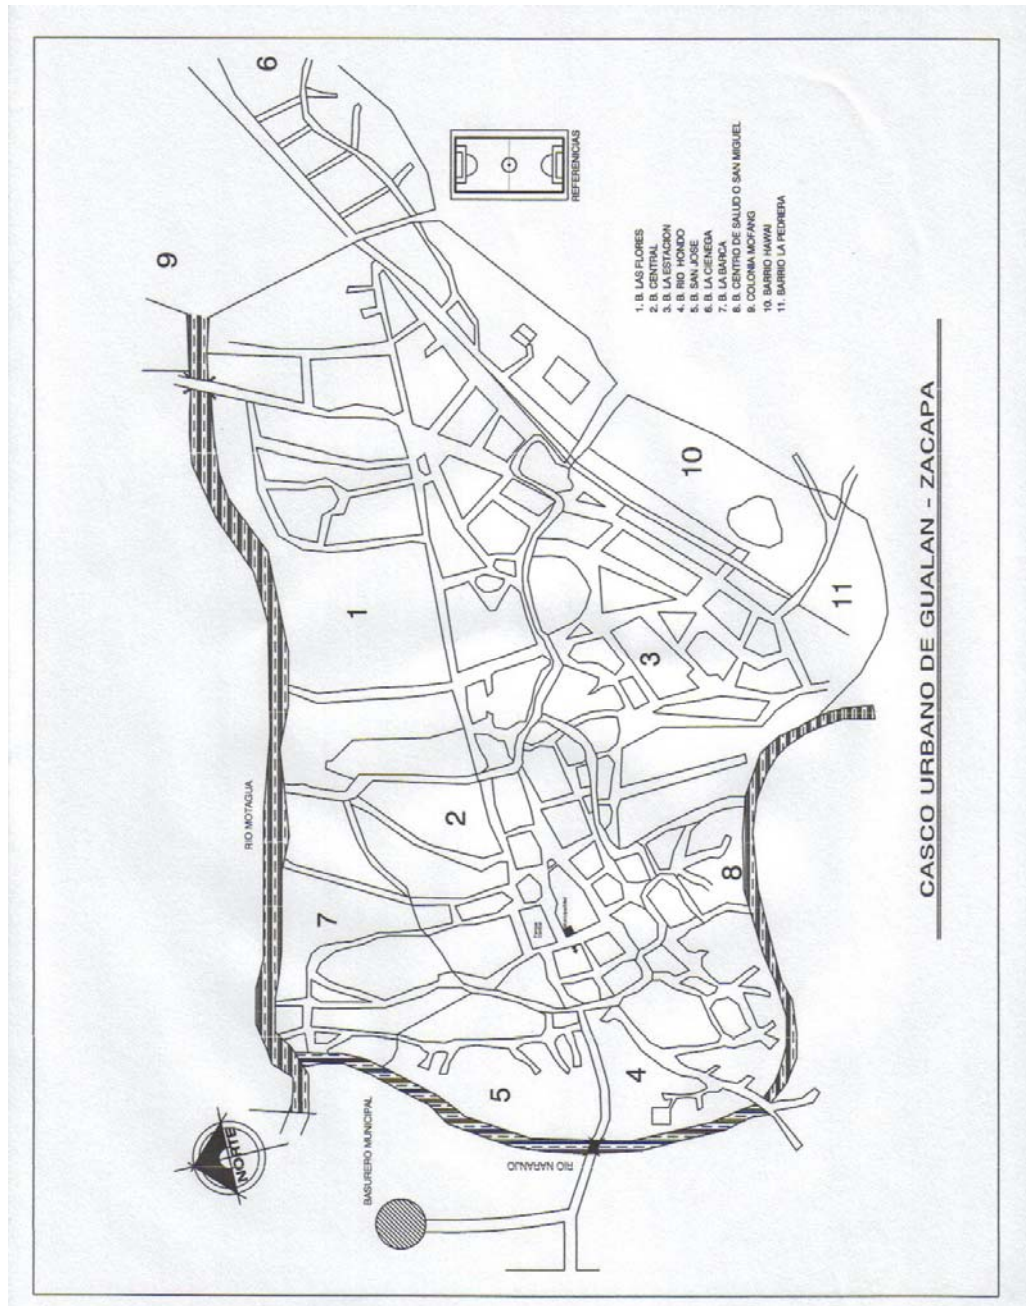 NORTE
BASURERO MUNICIPAL
RIO NARANJO
RIO MOTAGUA
7
5
4
2
8
1
3
11
10
9
6
1. B. LAS FLORES
2. B. CENTRAL
3. B. LA ESTACION
4. B. RIO HONDO
5. B. SAN JOSE
6. B. LA CIENEGA
7. B. LA BARCA
8. B. CENTRO DE SALUD O SAN MIGUEL
9. COLONIA MOFANG
10. BARRIO HAWAI
11. BARRIO LA PEDRERA
REFERENICIAS
CASCO URBANO DE GUALAN - ZACAPA